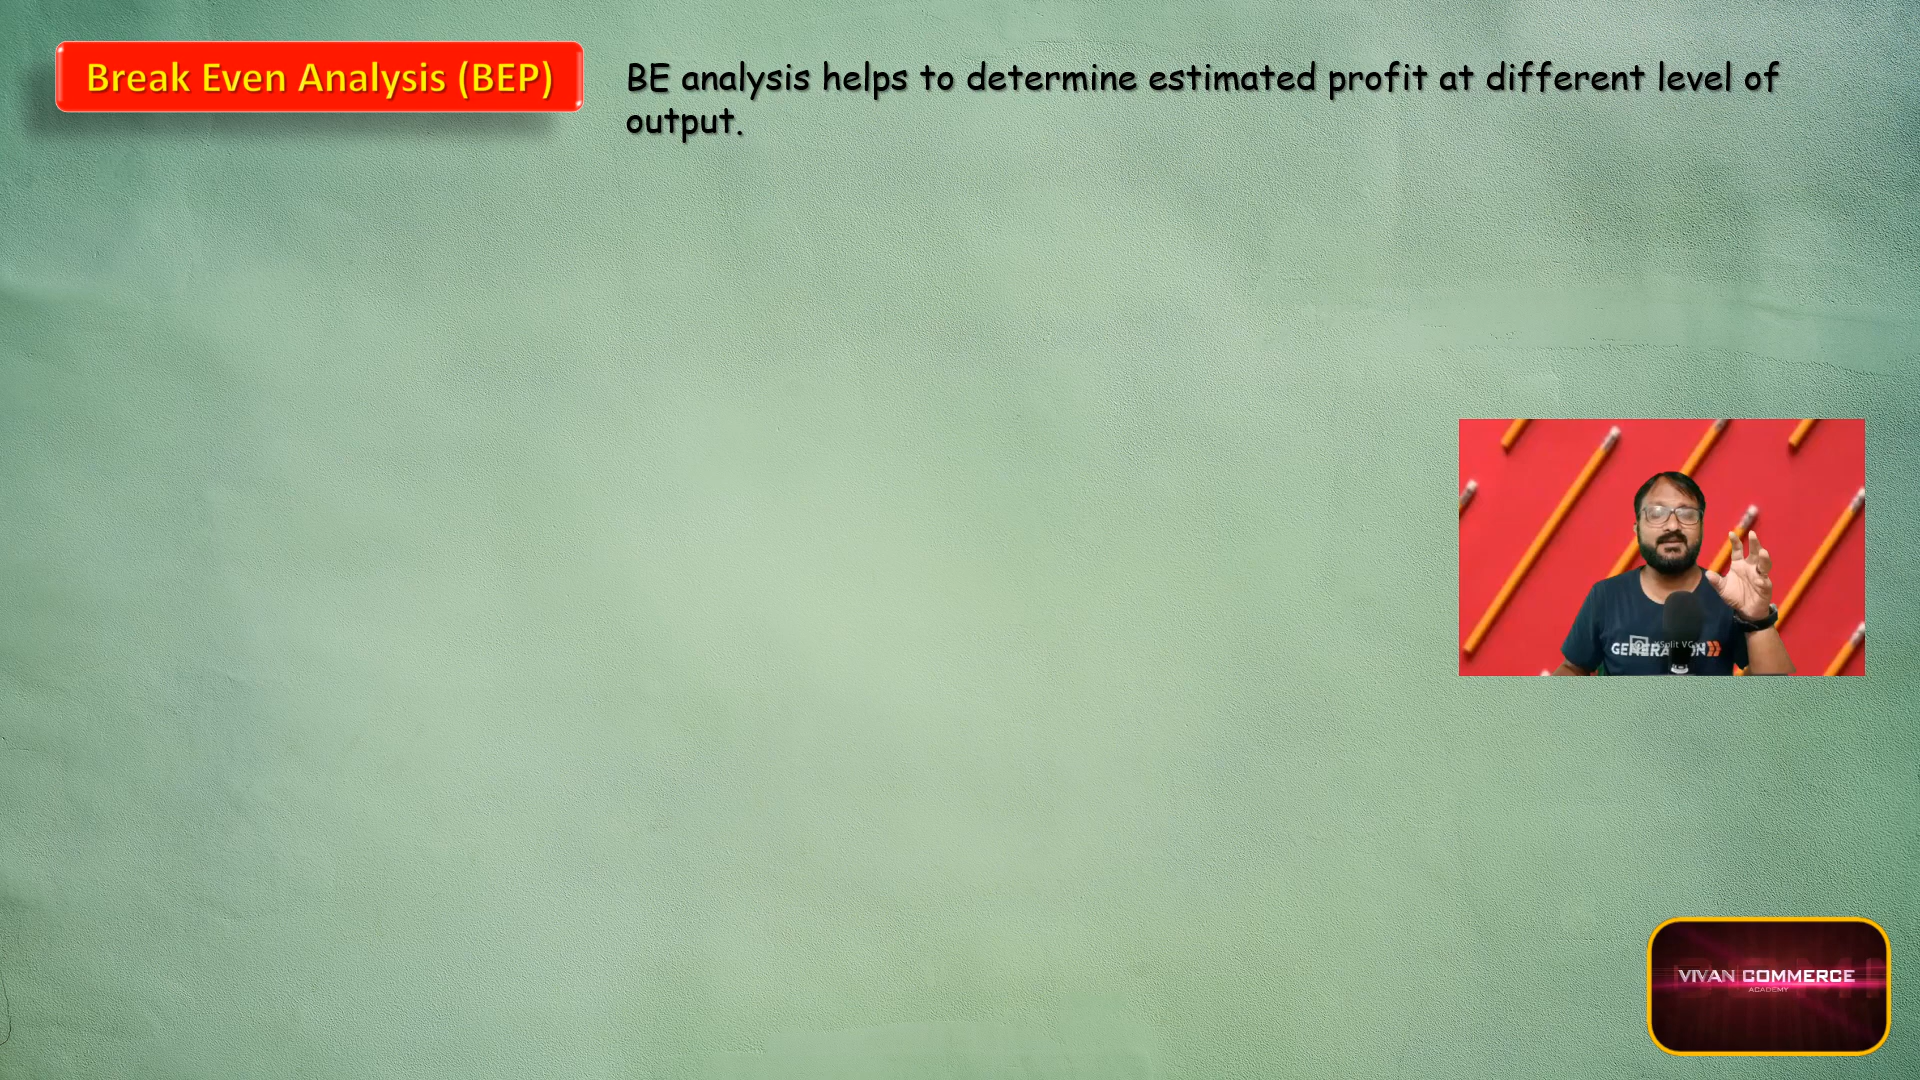 Break Even Analysis (BEP)
BE analysis helps to determine estimated profit at different level of
output.
VIVAN COMMERCE
ACADEMY